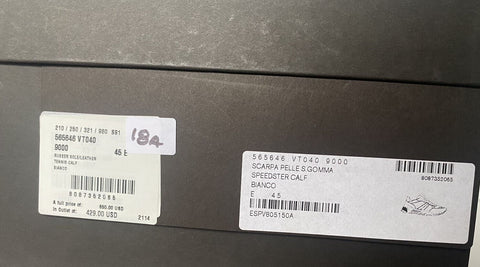 210 / 250 / 321 / 980 591
565646 VT040
9000
45 E
RUBBER SOLE/LEATHER
TENNIS CALF
BIANCO
8087352065
A full price of: 650.00 USD
In Outlet at: 429.00 USD
2114
18A
565646 VT040 9000
SCARPA PELLE S.GOMMA
SPEEDSTER CALF
BIANCO
E 45
ESPV805150A
8087352065